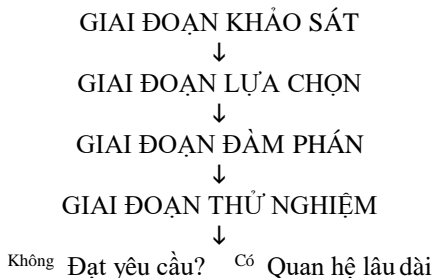 GIAI ĐOẠN KHẢO SÁT
↓
GIAI ĐOẠN LỰA CHỌN
↓
GIAI ĐOẠN ĐÀM PHÁN
↓
GIAI ĐOẠN THỬ NGHIỆM
↓
Không Đạt yêu cầu? Có Quan hệ lâu dài